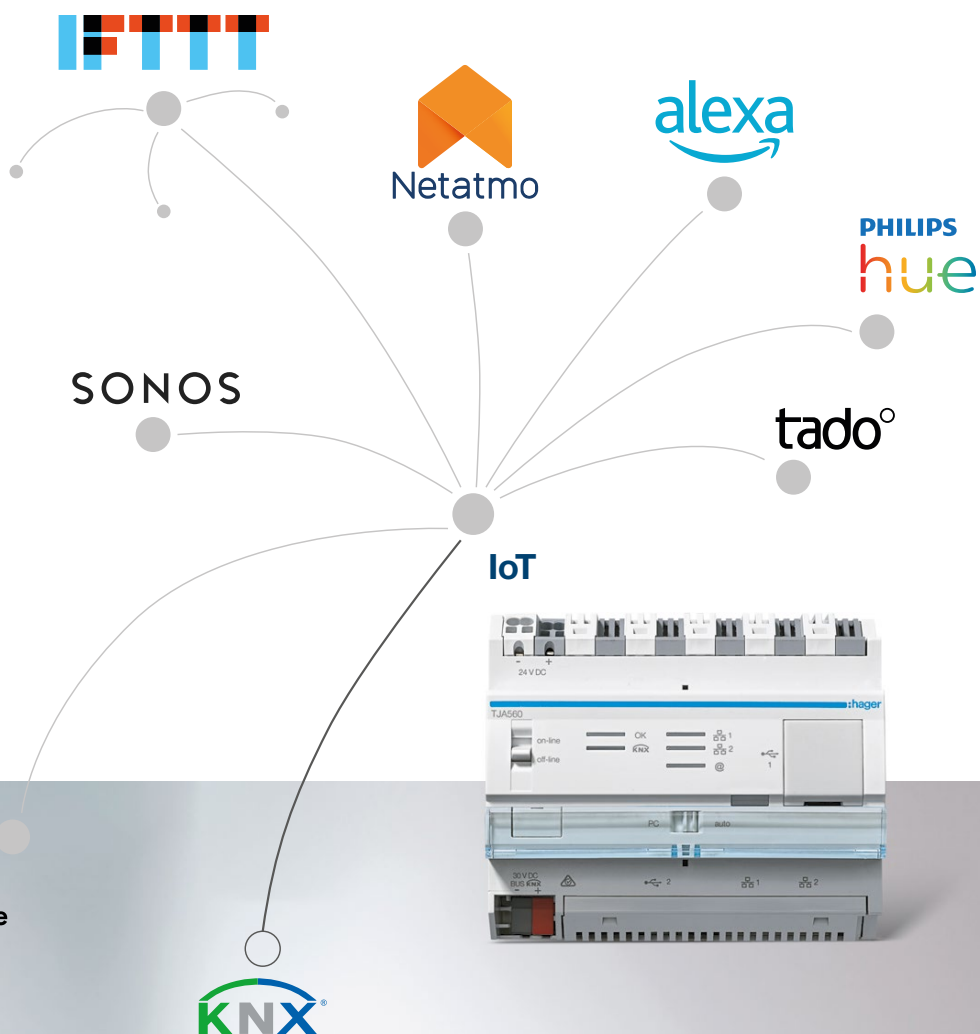 IFTTT
Netatmo
alexa
PHILIPS
hue
SONOS
tado°
IoT
- +
24 V DC
:hager
TJA560
on-line
off-line
OK
KNX
1
2
@
1
PC
auto
30 V DC
BUS KNX
- +
2
1
2
e
KNX®